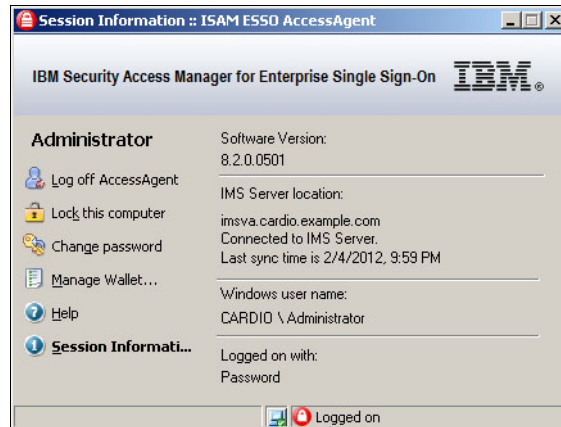 Session Information :: ISAM ESSO AccessAgent
IBM Security Access Manager for Enterprise Single Sign-On
IBM®
Administrator
Log off AccessAgent
Lock this computer
Change password
Manage Wallet...
Help
Session Informati...
Software Version:
8.2.0.0501
IMS Server location:
imsva.cardio.example.com
Connected to IMS Server.
Last sync time is 2/4/2012, 9:59 PM
Windows user name:
CARDIO \ Administrator
Logged on with:
Password
Logged on